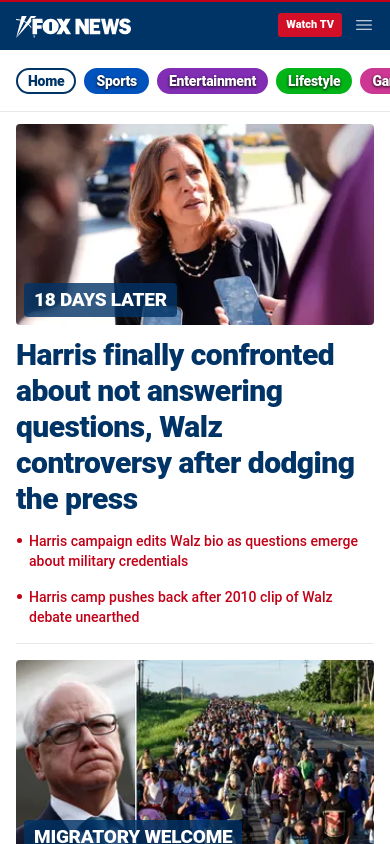 FOX NEWS
Watch TV
Home
Sports
Entertainment
Lifestyle
18 DAYS LATER
Harris finally confronted
about not answering
questions, Walz
controversy after dodging
the press
• Harris campaign edits Walz bio as questions emerge
about military credentials
• Harris camp pushes back after 2010 clip of Walz
debate unearthed
MIGRATORY WELCOME